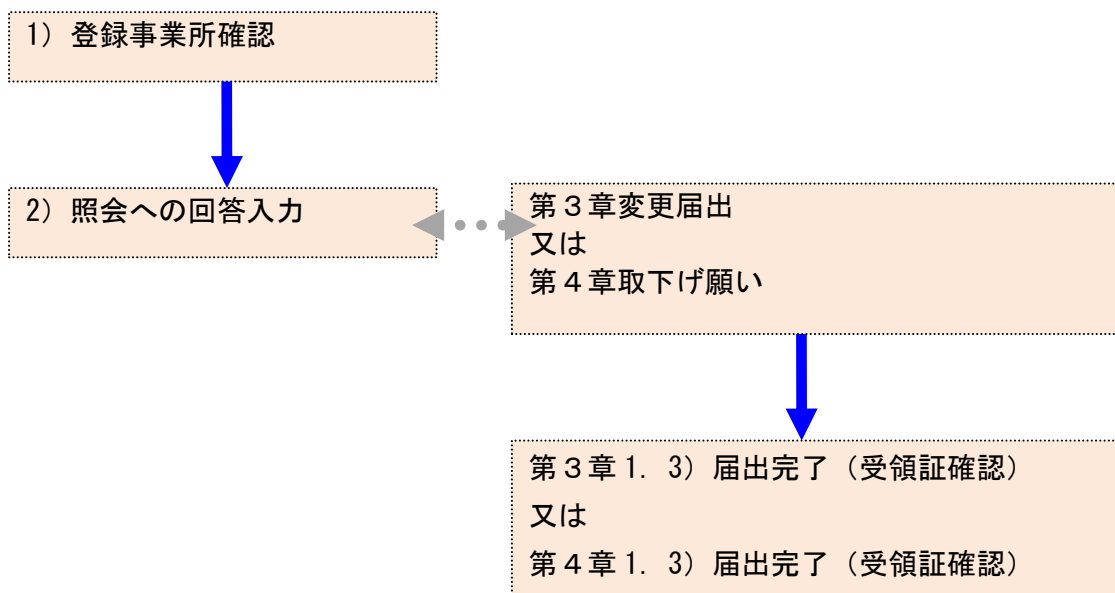 1) 登録事業所確認
2) 照会への回答入力
第３章変更届出
又は
第４章取下げ願い
第３章1. 3) 届出完了（受領証確認）
又は
第４章1. 3) 届出完了（受領証確認）